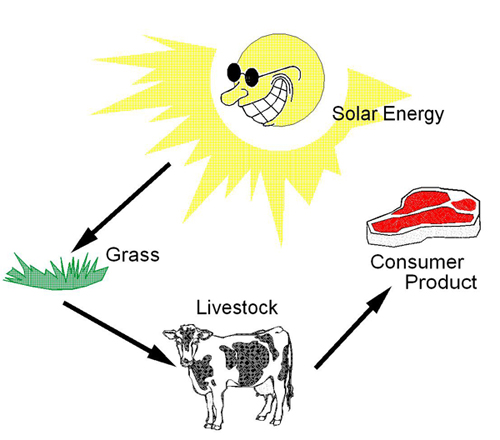 Solar Energy
Grass
Livestock
Consumer
Product